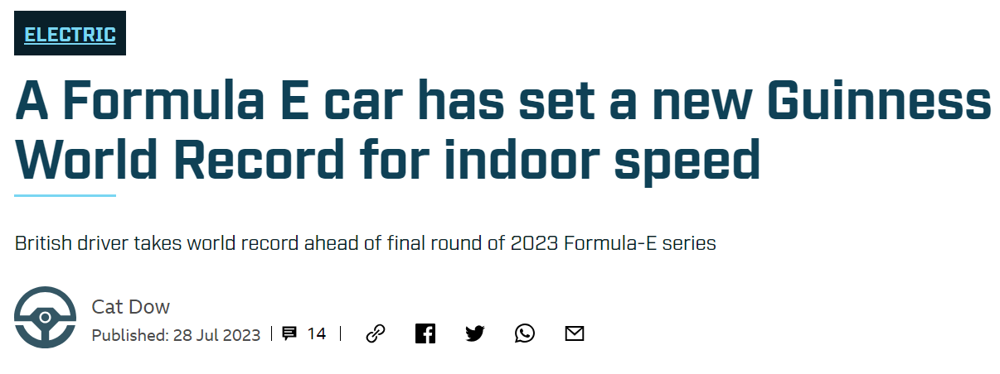 ELECTRIC
A Formula E car has set a new Guinness
World Record for indoor speed
British driver takes world record ahead of final round of 2023 Formula-E series
Cat Dow
Published: 28 Jul 2023 | 14 |